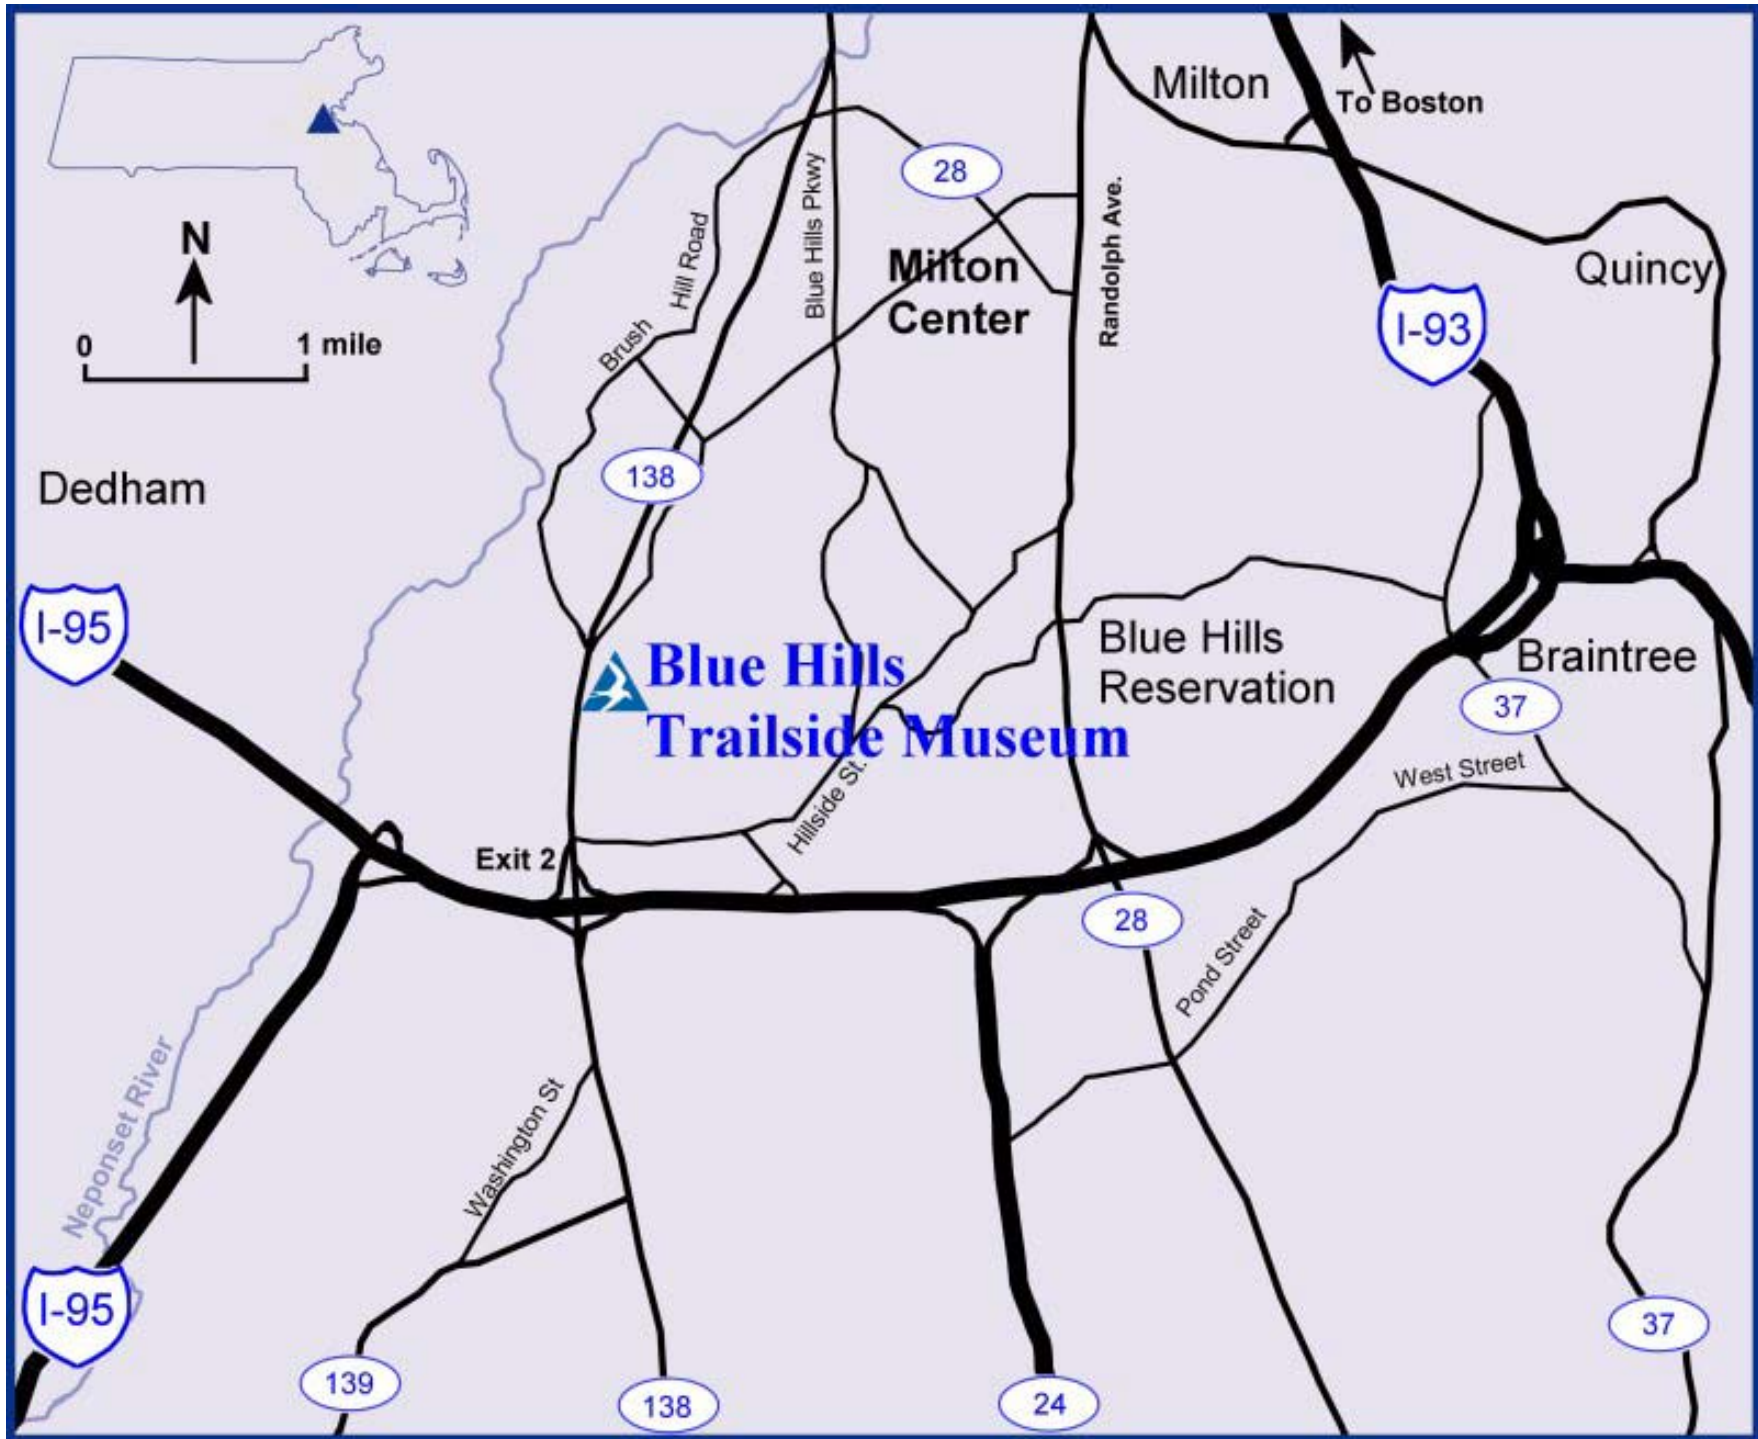 Milton
To Boston
28
N
Hill Road
Blue Hills Pkwy
Randolph Ave.
Milton
Center
Quincy
I-93
0 1 mile
Brush
Dedham
138
I-95
Blue Hills
Trailside Museum
Blue Hills
Reservation
Braintree
37
West Street
Hillside St.
Exit 2
28
Pond Street
Neponset River
Washington St
I-95
37
139
138
24